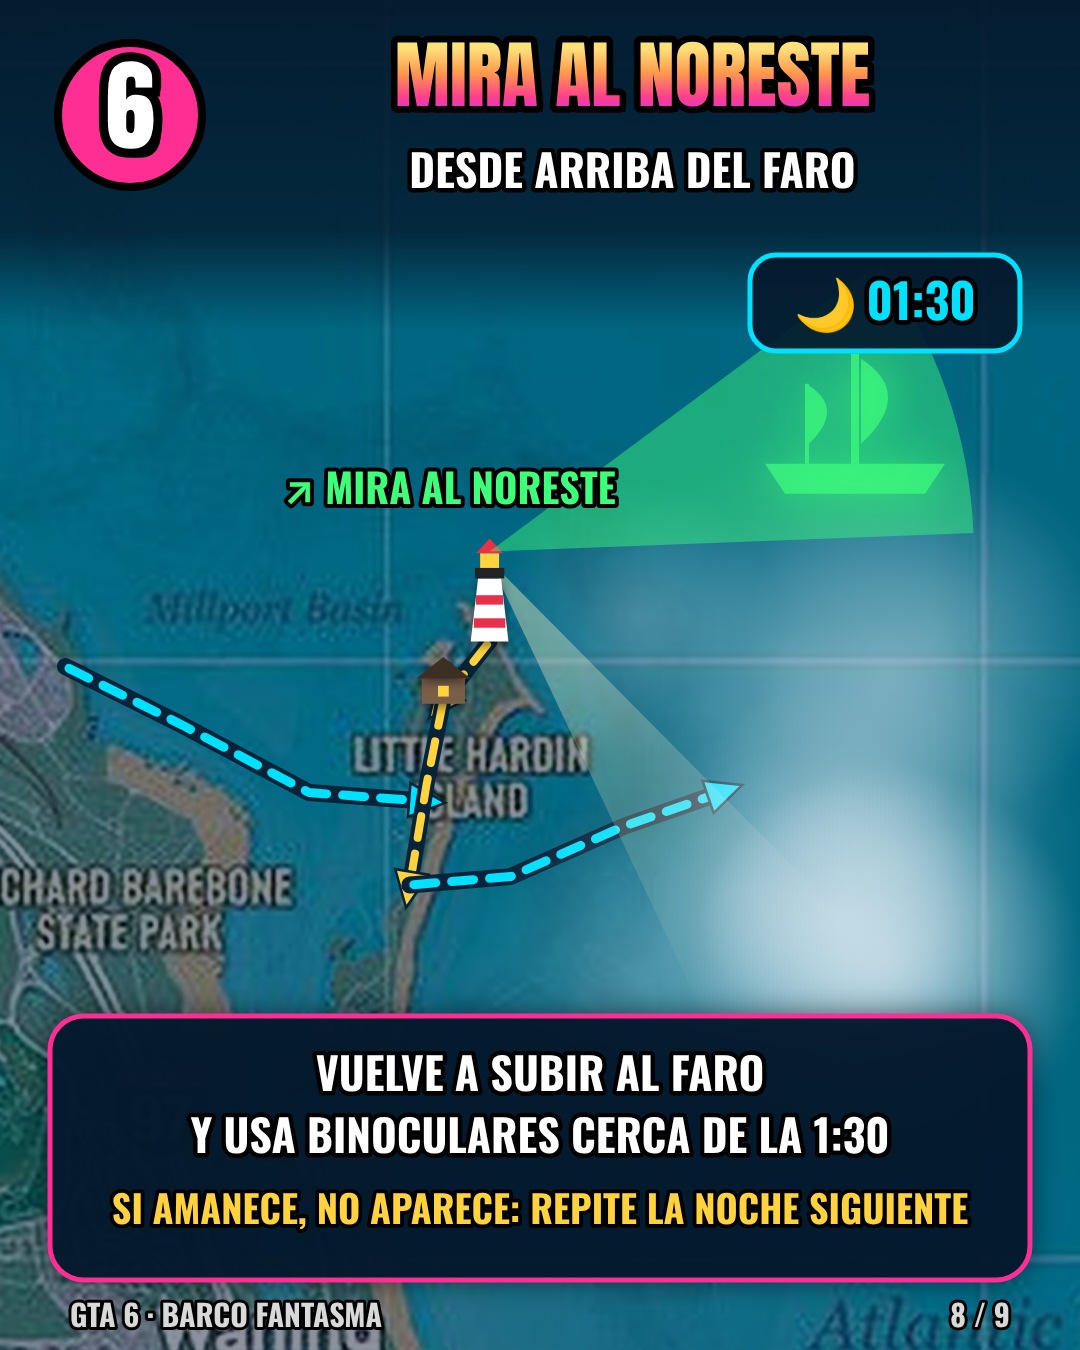 6
MIRA AL NORESTE
DESDE ARRIBA DEL FARO
🌙 01:30
↗ MIRA AL NORESTE
Millport Basin
LITTLE HARDIN
CHARD BAREBONE
STATE PARK
VUELVE A SUBIR AL FARO
Y USA BINOCULARES CERCA DE LA 1:30
SI AMANECE, NO APARECE: REPITE LA NOCHE SIGUIENTE
GTA 6 · BARCO FANTASMA
8 / 9
Atlantic